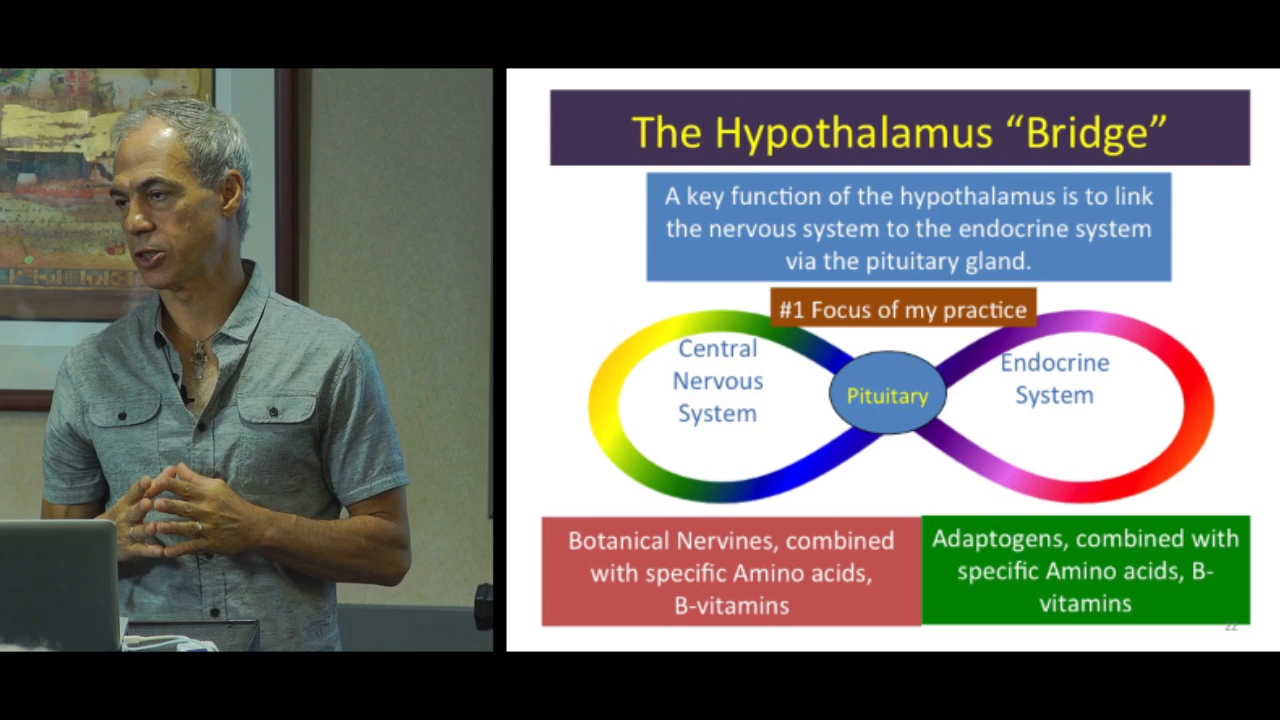 The Hypothalamus “Bridge”
A key function of the hypothalamus is to link
the nervous system to the endocrine system
via the pituitary gland.
#1 Focus of my practice
Central
Nervous
System
Pituitary
Endocrine
System
Botanical Nervines, combined
with specific Amino acids,
B-vitamins
Adaptogens, combined with
specific Amino acids, B-
vitamins
22